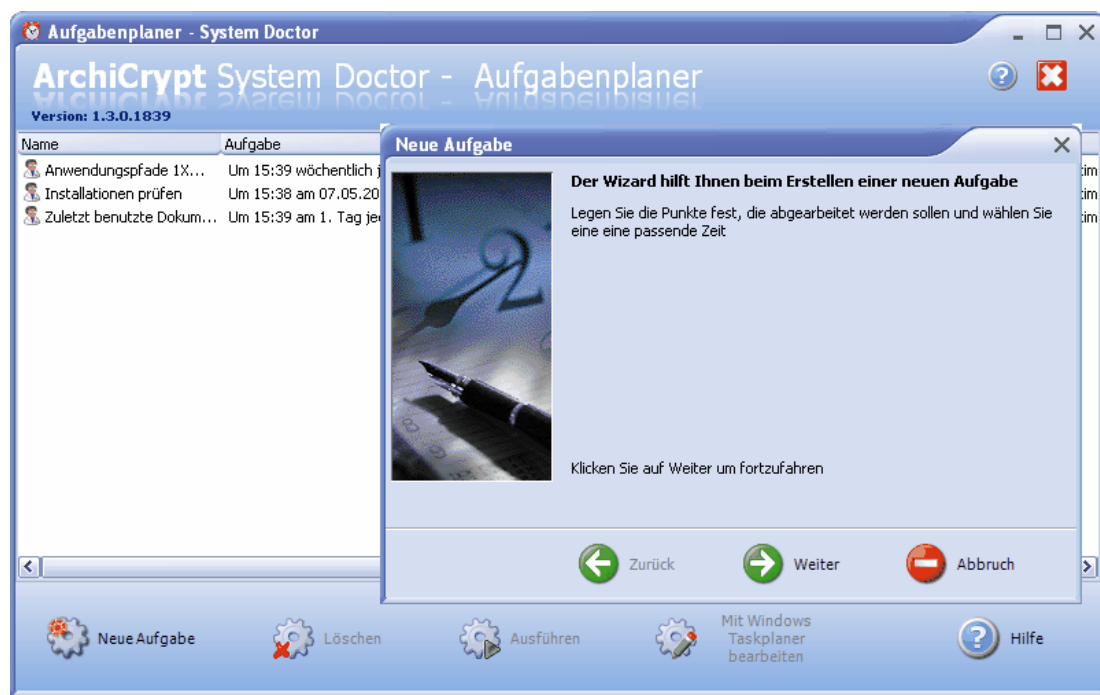 Aufgabenplaner - System Doctor
ArchiCrypt System Doctor - Aufgabenplaner
Version: 1.3.0.1839
Name Aufgabe
Anwendungspfade 1X... Um 15:39 wöchentlich j
Installationen prüfen Um 15:38 am 07.05.20
Zuletzt benutzte Dokum... Um 15:39 am 1. Tag je
Neue Aufgabe
Der Wizard hilft Ihnen beim Erstellen einer neuen Aufgabe
Legen Sie die Punkte fest, die abgearbeitet werden sollen und wählen Sie
eine eine passende Zeit
Klicken Sie auf Weiter um fortzufahren
Zurück Weiter Abbruch
Neue Aufgabe
Löschen
Ausführen
Mit Windows
Taskplaner
bearbeiten
Hilfe